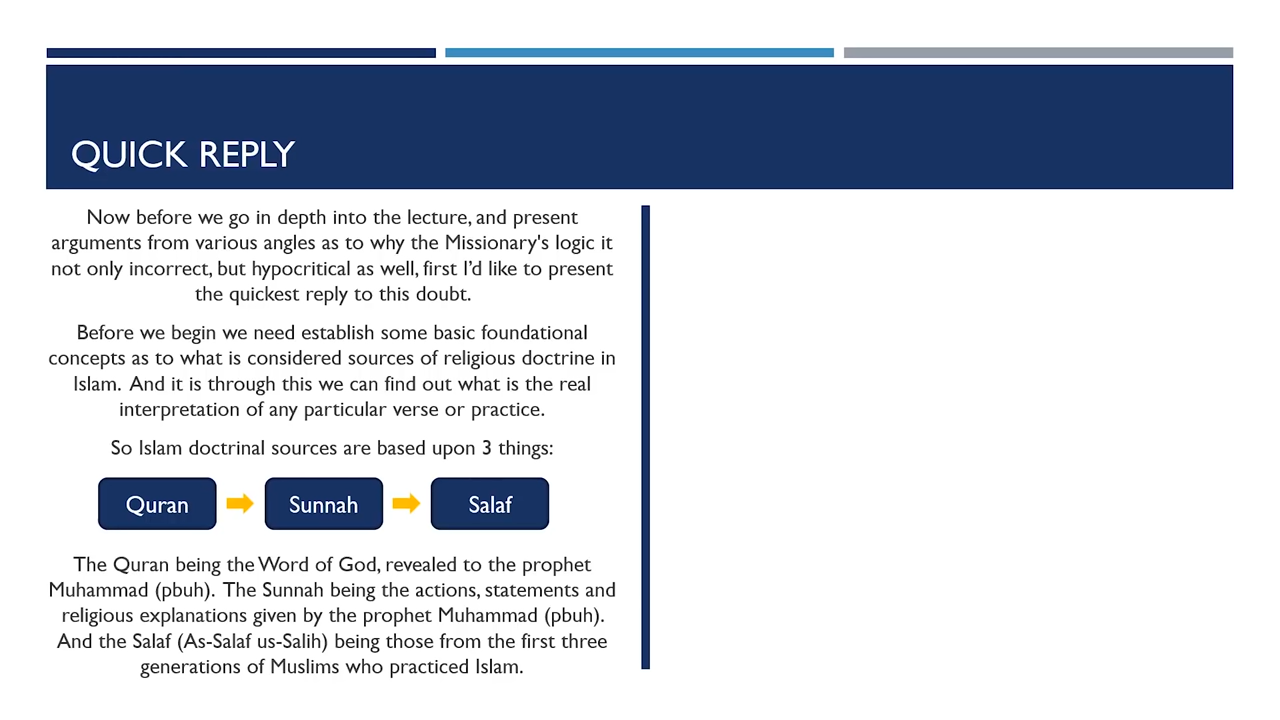 QUICK REPLY
Now before we go in depth into the lecture, and present
arguments from various angles as to why the Missionary's logic it
not only incorrect, but hypocritical as well, first I’d like to present
the quickest reply to this doubt.
Before we begin we need establish some basic foundational
concepts as to what is considered sources of religious doctrine in
Islam. And it is through this we can find out what is the real
interpretation of any particular verse or practice.
So Islam doctrinal sources are based upon 3 things:
Quran
Sunnah
Salaf
The Quran being the Word of God, revealed to the prophet
Muhammad (pbuh). The Sunnah being the actions, statements and
religious explanations given by the prophet Muhammad (pbuh).
And the Salaf (As-Salaf us-Salih) being those from the first three
generations of Muslims who practiced Islam.